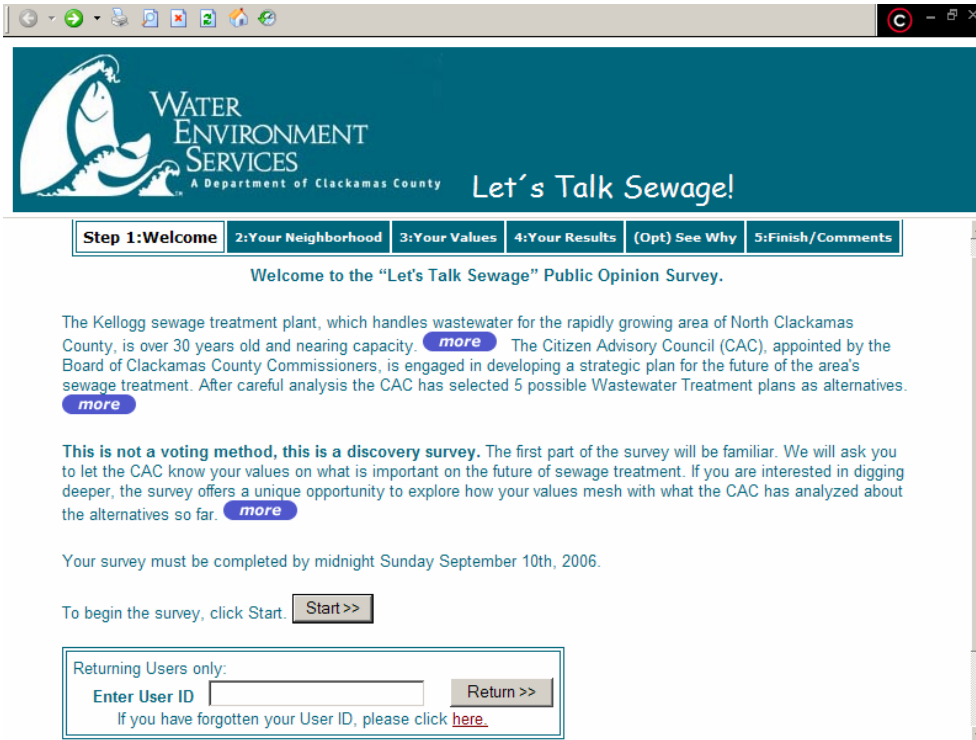 C
WATER
ENVIRONMENT
SERVICES
A Department of Clackamas County
Let´s Talk Sewage!
Step 1:Welcome 2:Your Neighborhood 3:Your Values 4:Your Results (Opt) See Why 5:Finish/Comments
Welcome to the “Let's Talk Sewage” Public Opinion Survey.
The Kellogg sewage treatment plant, which handles wastewater for the rapidly growing area of North Clackamas
County, is over 30 years old and nearing capacity. more The Citizen Advisory Council (CAC), appointed by the
Board of Clackamas County Commissioners, is engaged in developing a strategic plan for the future of the area's
sewage treatment. After careful analysis the CAC has selected 5 possible Wastewater Treatment plans as alternatives.
more
This is not a voting method, this is a discovery survey. The first part of the survey will be familiar. We will ask you
to let the CAC know your values on what is important on the future of sewage treatment. If you are interested in digging
deeper, the survey offers a unique opportunity to explore how your values mesh with what the CAC has analyzed about
the alternatives so far. more
Your survey must be completed by midnight Sunday September 10th, 2006.
To begin the survey, click Start. Start >>
Returning Users only:
Enter User ID Return >>
If you have forgotten your User ID, please click here.